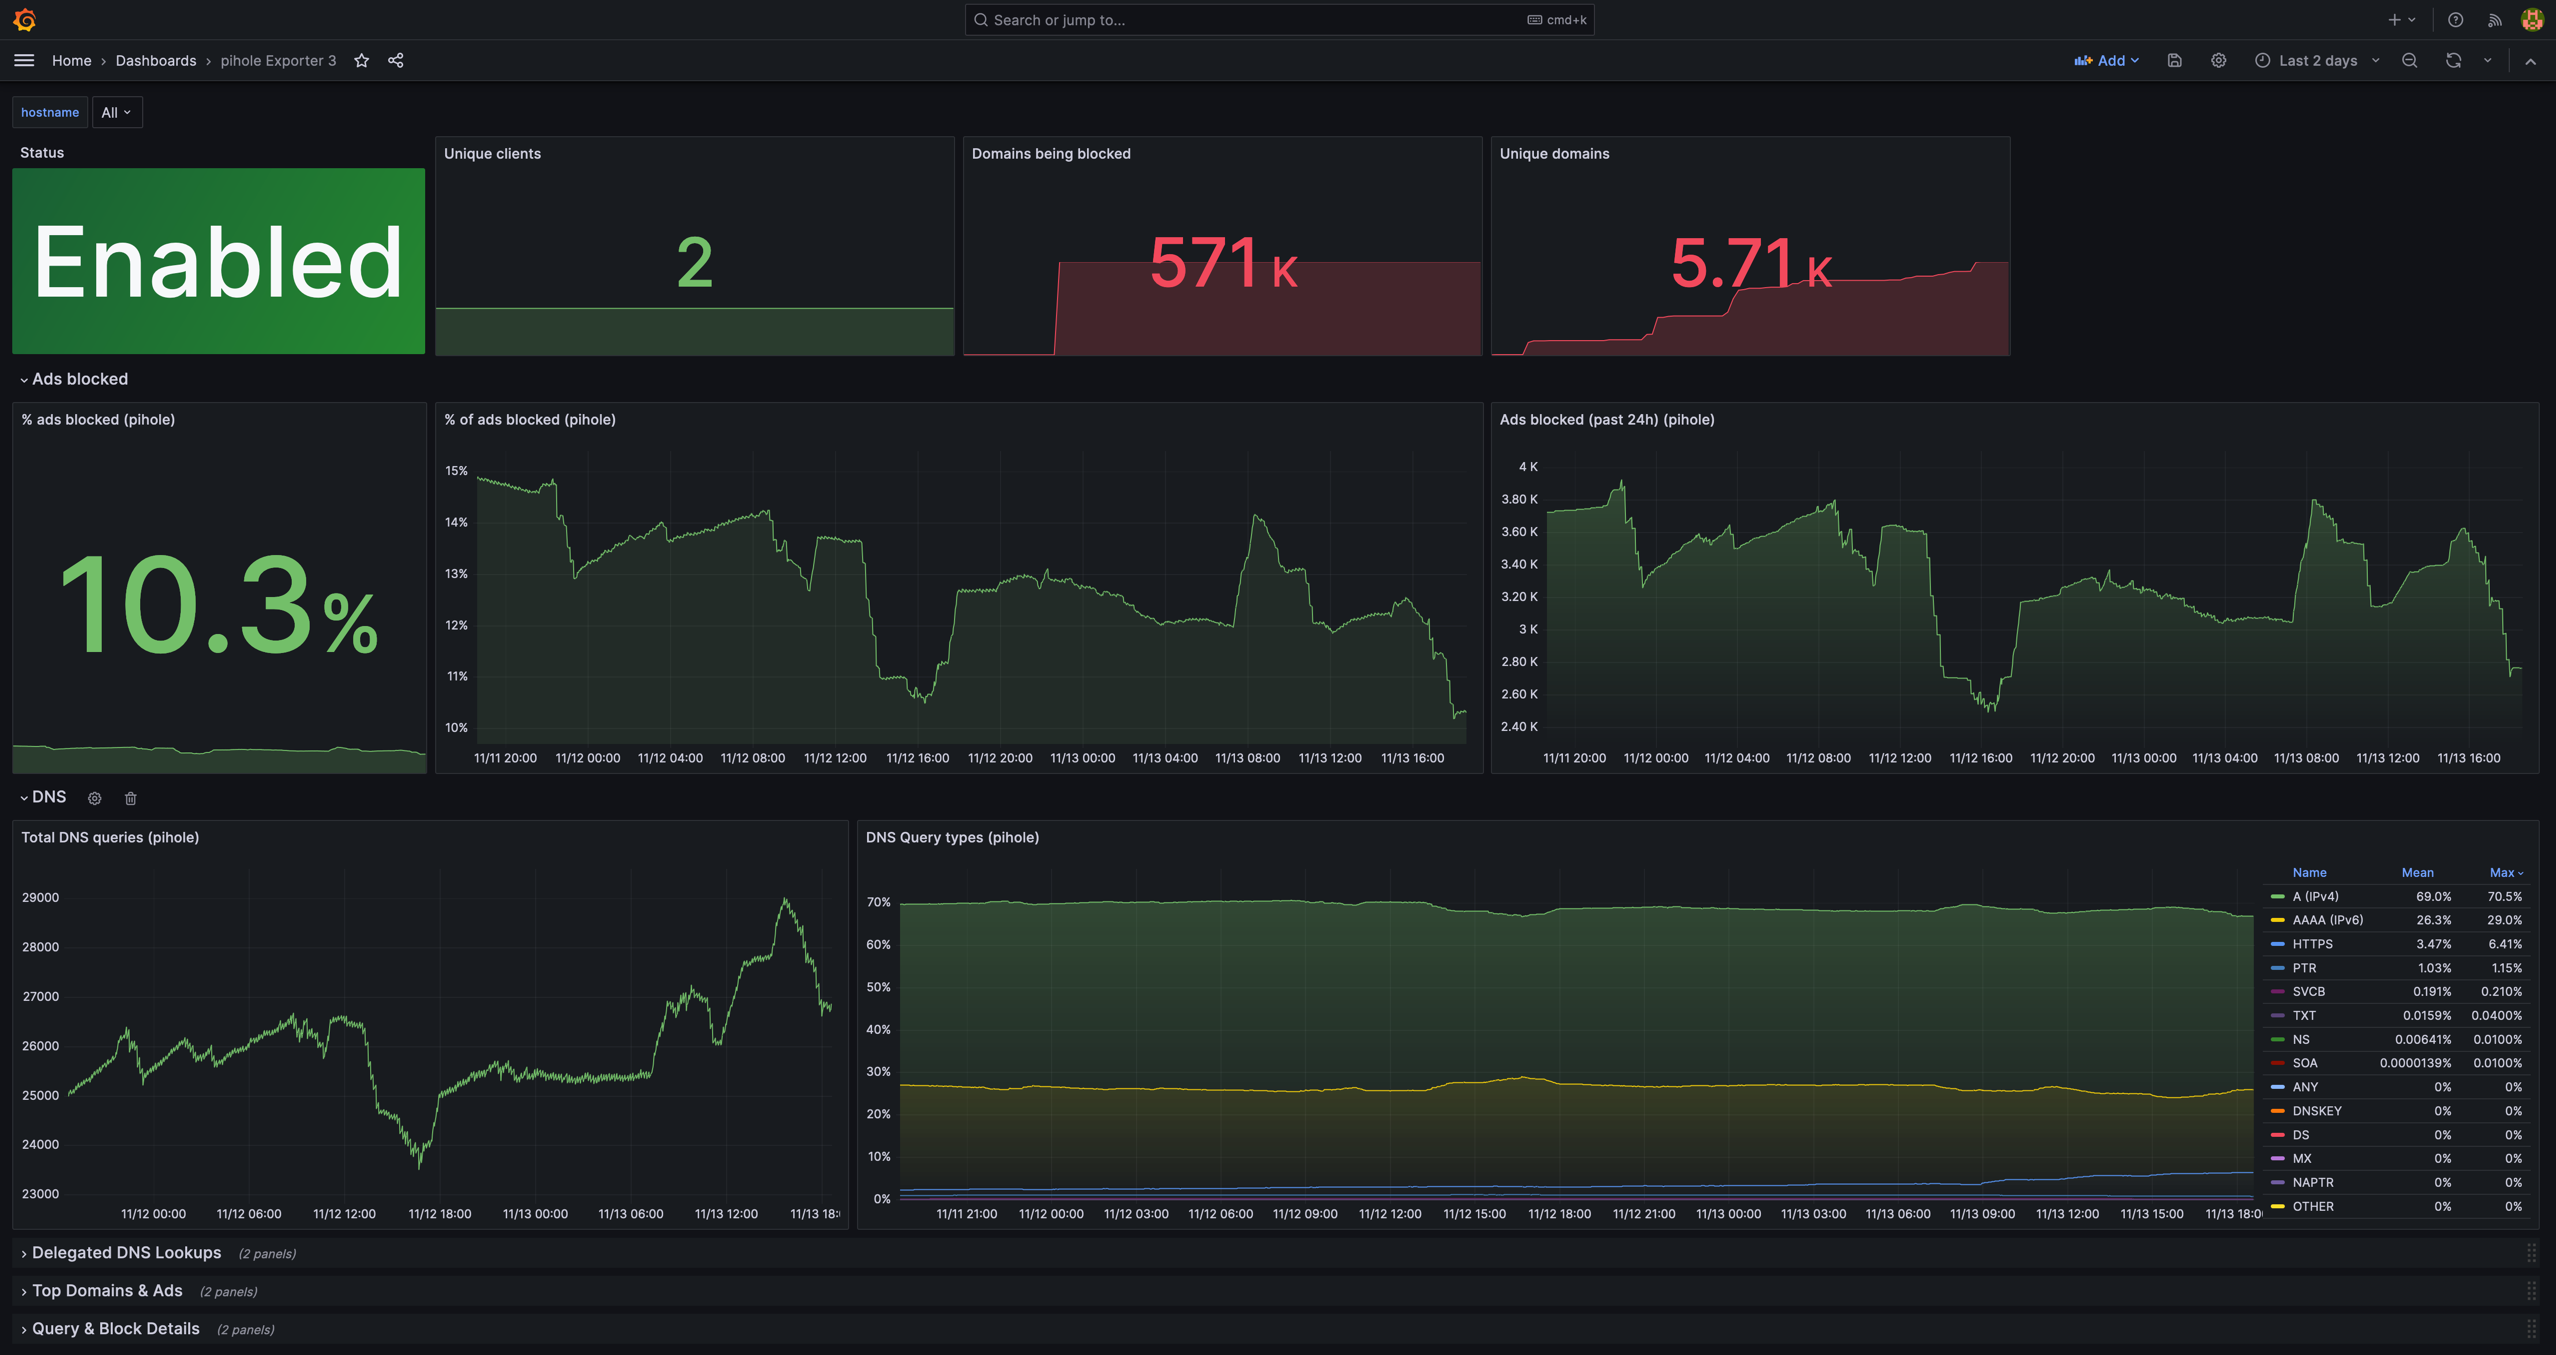 Search or jump to...
cmd+k
Home › Dashboards › pihole Exporter 3
Add
Last 2 days
hostname
All
Status
Enabled
Unique clients
2
Domains being blocked
571 K
Unique domains
5.71 K
Ads blocked
% ads blocked (pihole)
10.3%
% of ads blocked (pihole)
15%
14%
13%
12%
11%
10%
11/11 20:00 11/12 00:00 11/12 04:00 11/12 08:00 11/12 12:00 11/12 16:00 11/12 20:00 11/13 00:00 11/13 04:00 11/13 08:00 11/13 12:00 11/13 16:00
Ads blocked (past 24h) (pihole)
4 K
3.80 K
3.60 K
3.40 K
3.20 K
3 K
2.80 K
2.60 K
2.40 K
11/11 20:00 11/12 00:00 11/12 04:00 11/12 08:00 11/12 12:00 11/12 16:00 11/12 20:00 11/13 00:00 11/13 04:00 11/13 08:00 11/13 12:00 11/13 16:00
DNS
Total DNS queries (pihole)
29000
28000
27000
26000
25000
24000
23000
11/12 00:00 11/12 06:00 11/12 12:00 11/12 18:00 11/13 00:00 11/13 06:00 11/13 12:00 11/13 18:
DNS Query types (pihole)
70%
60%
50%
40%
30%
20%
10%
0%
11/11 21:00 11/12 00:00 11/12 03:00 11/12 06:00 11/12 09:00 11/12 12:00 11/12 15:00 11/12 18:00 11/12 21:00 11/13 00:00 11/13 03:00 11/13 06:00 11/13 09:00 11/13 12:00 11/13 15:00 11/13 18:00
Name Mean Max
A (IPv4) 69.0% 70.5%
AAAA (IPv6) 26.3% 29.0%
HTTPS 3.47% 6.41%
PTR 1.03% 1.15%
SVCB 0.191% 0.210%
TXT 0.0159% 0.0400%
NS 0.00641% 0.0100%
SOA 0.0000139% 0.0100%
ANY 0% 0%
DNSKEY 0% 0%
DS 0% 0%
MX 0% 0%
NAPTR 0% 0%
OTHER 0% 0%
Delegated DNS Lookups (2 panels)
Top Domains & Ads (2 panels)
Query & Block Details (2 panels)